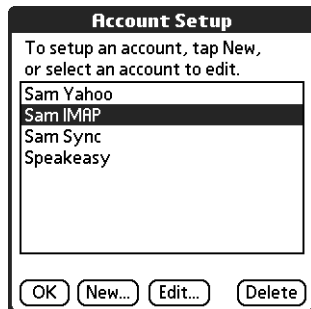 Account Setup
To setup an account, tap New,
or select an account to edit.
Sam Yahoo
Sam IMAP
Sam Sync
Speakeasy
OK New... Edit... Delete